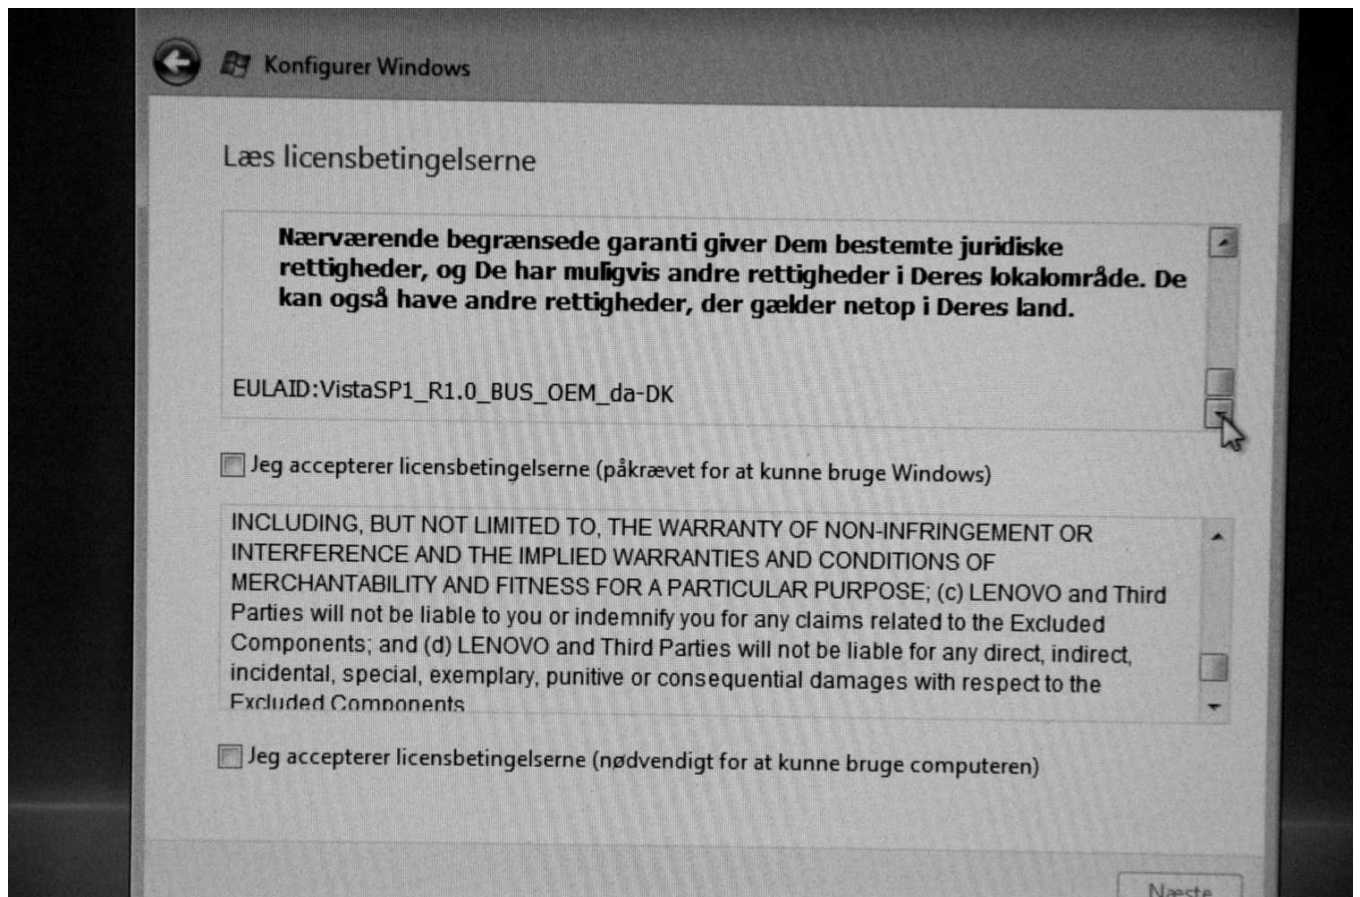 Konfigurer Windows
Læs licensbetingelserne
Nærværende begrænsede garanti giver Dem bestemte juridiske
rettigheder, og De har muligvis andre rettigheder i Deres lokalområde. De
kan også have andre rettigheder, der gælder netop i Deres land.
EULAID:VistaSP1_R1.0_BUS_OEM_da-DK
Jeg accepterer licensbetingelserne (påkrævet for at kunne bruge Windows)
INCLUDING, BUT NOT LIMITED TO, THE WARRANTY OF NON-INFRINGEMENT OR
INTERFERENCE AND THE IMPLIED WARRANTIES AND CONDITIONS OF
MERCHANTABILITY AND FITNESS FOR A PARTICULAR PURPOSE; (c) LENOVO and Third
Parties will not be liable to you or indemnify you for any claims related to the Excluded
Components; and (d) LENOVO and Third Parties will not be liable for any direct, indirect,
incidental, special, exemplary, punitive or consequential damages with respect to the
Excluded Components
Jeg accepterer licensbetingelserne (nødvendigt for at kunne bruge computeren)
Næste